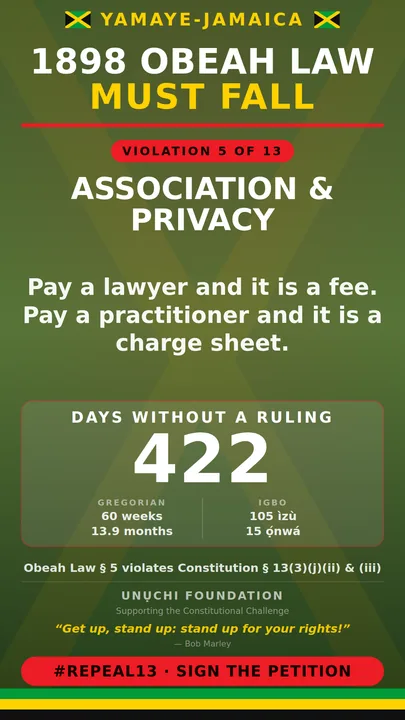 YAMAYE-JAMAICA
1898 OBEAH LAW
MUST FALL
VIOLATION 5 OF 13
ASSOCIATION &
PRIVACY
Pay a lawyer and it is a fee.
Pay a practitioner and it is a
charge sheet.
DAYS WITHOUT A RULING
422
GREGORIAN
60 weeks
13.9 months
IGBO
105 ìzù
15 ọ́nwá
Obeah Law § 5 violates Constitution § 13(3)(j)(ii) & (iii)
UNỤCHI FOUNDATION
Supporting the Constitutional Challenge
“Get up, stand up: stand up for your rights!”
— Bob Marley
#REPEAL13 · SIGN THE PETITION